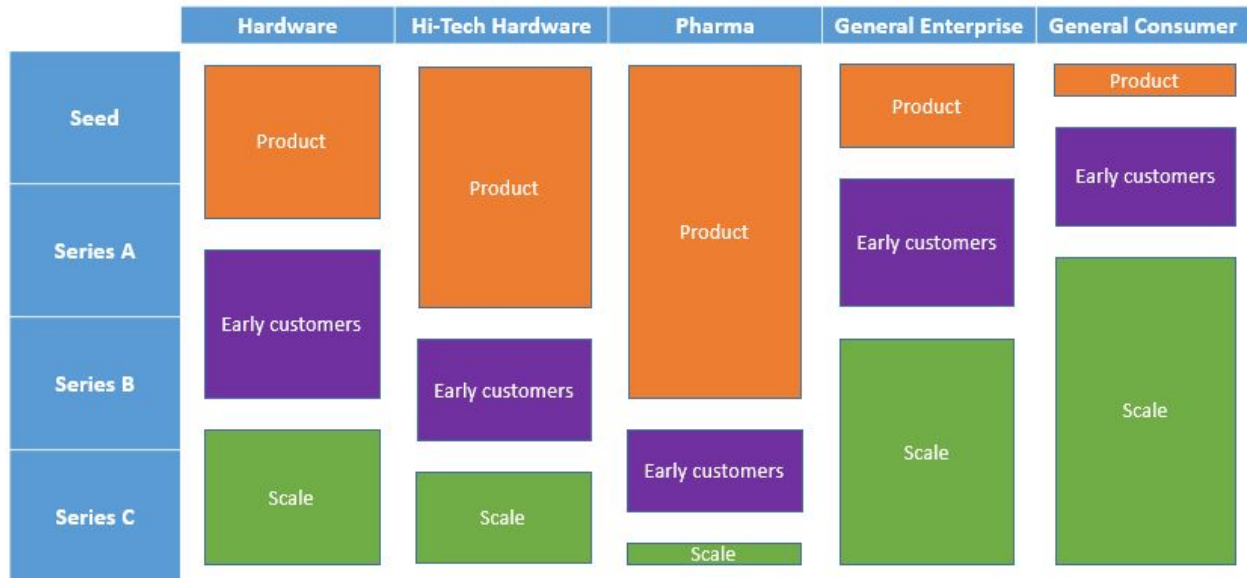 Hardware
Hi-Tech Hardware
Pharma
General Enterprise
General Consumer
Seed
Product
Product
Product
Product
Product
Early customers
Series A
Early customers
Early customers
Series B
Early customers
Scale
Scale
Early customers
Series C
Scale
Scale
Scale